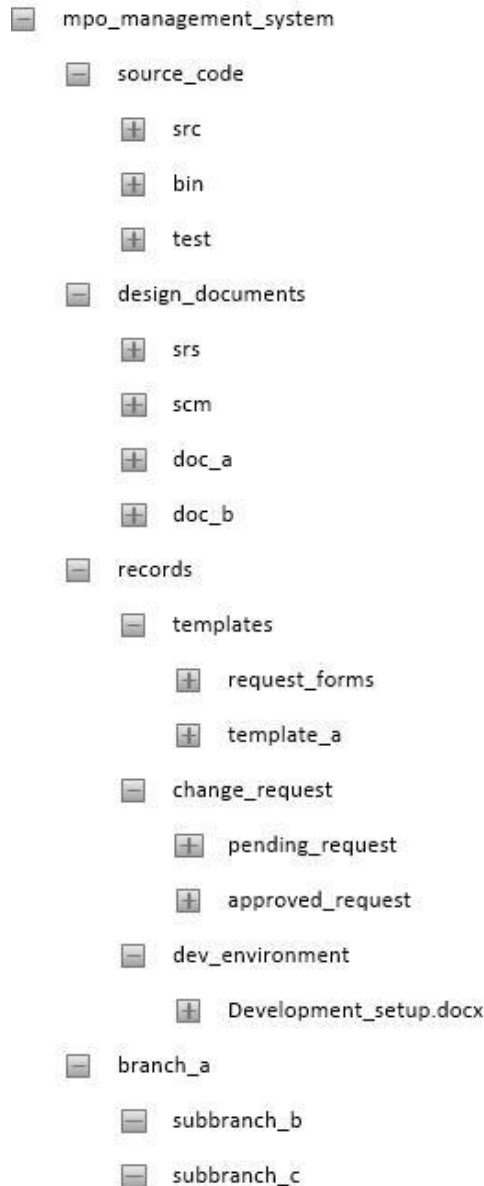 mpo_management_system
source_code
src
bin
test
design_documents
srs
scm
doc_a
doc_b
records
templates
request_forms
template_a
change_request
pending_request
approved_request
dev_environment
Development_setup.docx
branch_a
subbranch_b
subbranch_c